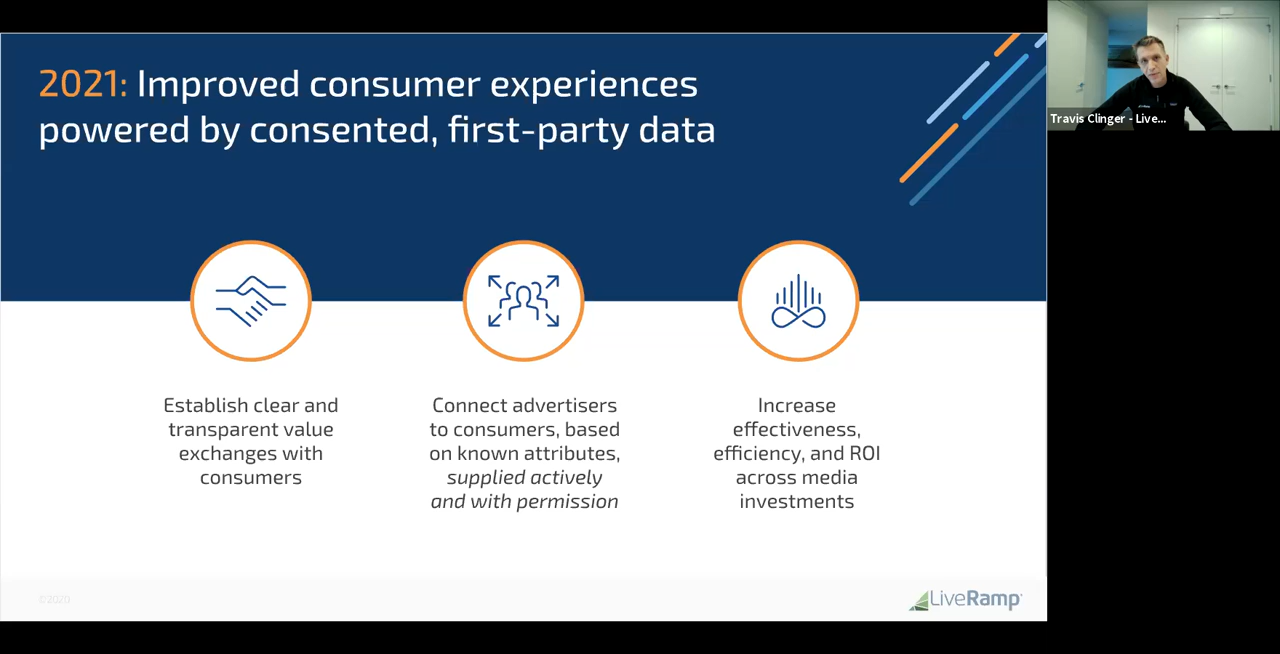 2021: Improved consumer experiences
powered by consented, first-party data
Travis Clinger - Live...
Establish clear and
transparent value
exchanges with
consumers
Connect advertisers
to consumers, based
on known attributes,
supplied actively
and with permission
Increase
effectiveness,
efficiency, and ROI
across media
investments
©2020
LiveRamp